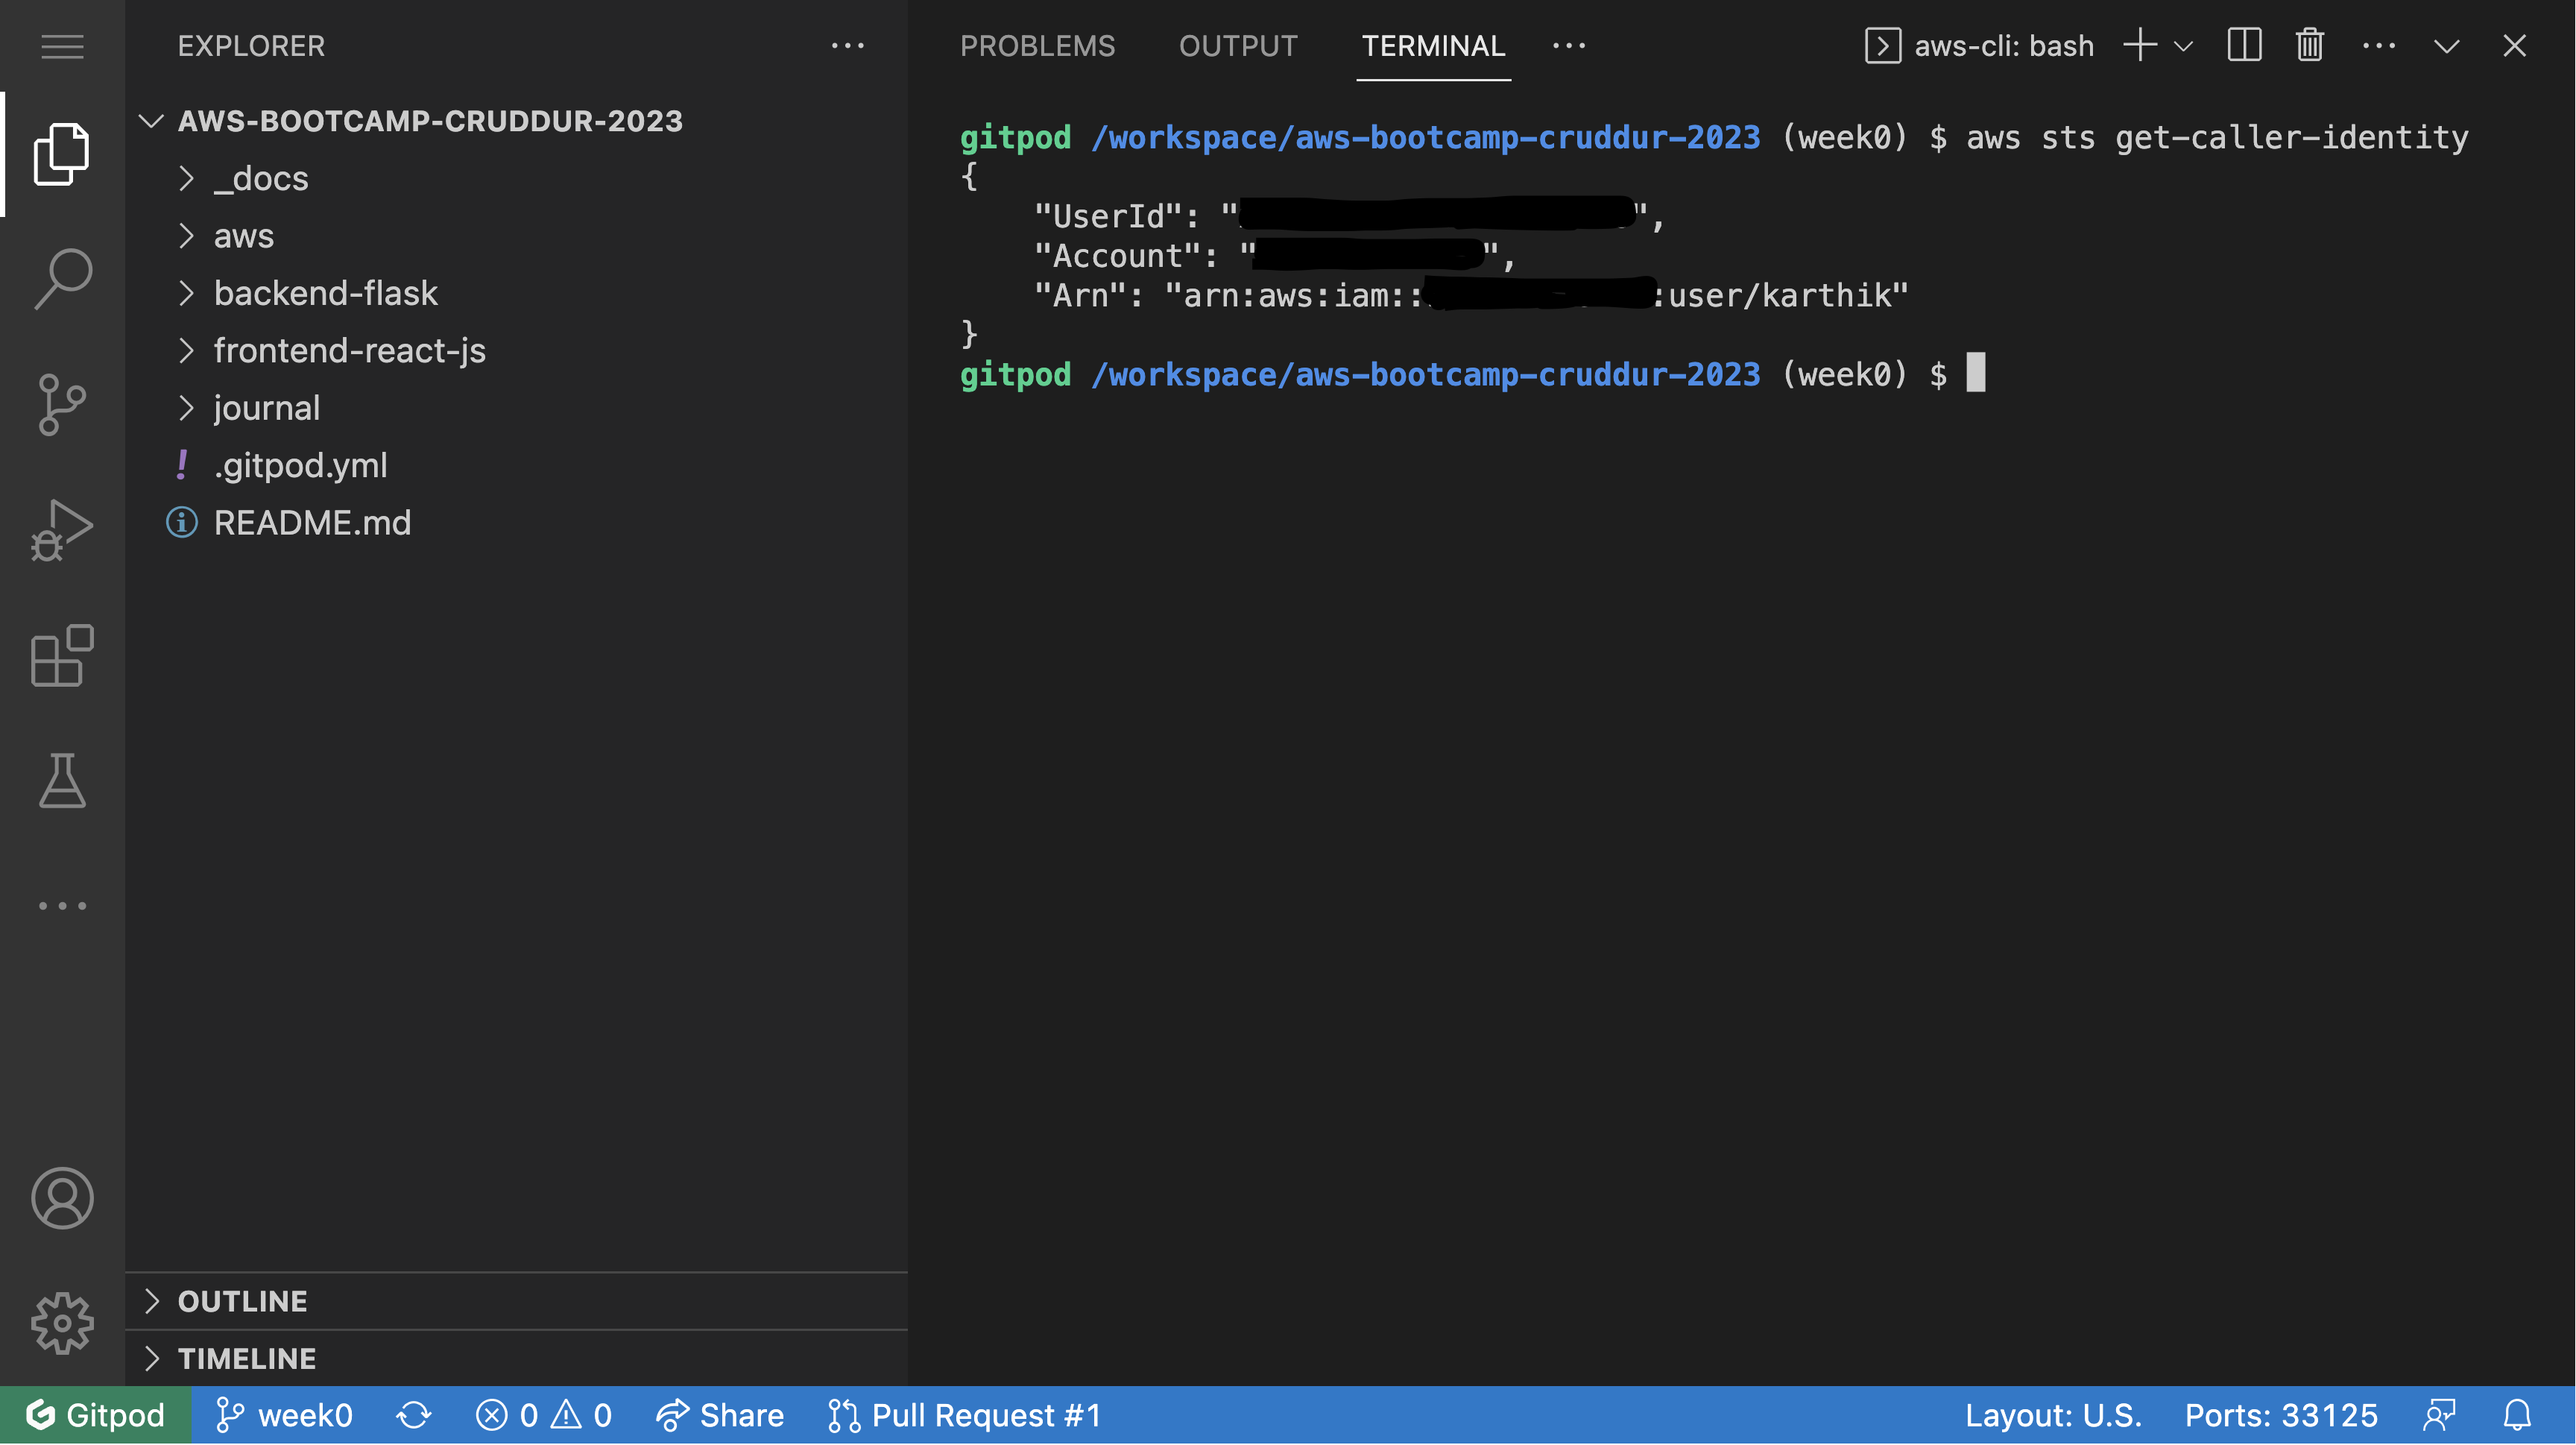 EXPLORER
AWS-BOOTCAMP-CRUDDUR-2023
_docs
aws
backend-flask
frontend-react-js
journal
.gitpod.yml
README.md
OUTLINE
TIMELINE
PROBLEMS OUTPUT TERMINAL aws-cli: bash
gitpod /workspace/aws-bootcamp-cruddur-2023 (week0) $ aws sts get-caller-identity
{
"UserId": "",
"Account": "",
"Arn": "arn:aws:iam:::user/karthik"
}
gitpod /workspace/aws-bootcamp-cruddur-2023 (week0) $
Gitpod week0 0 0 Share Pull Request #1 Layout: U.S. Ports: 33125